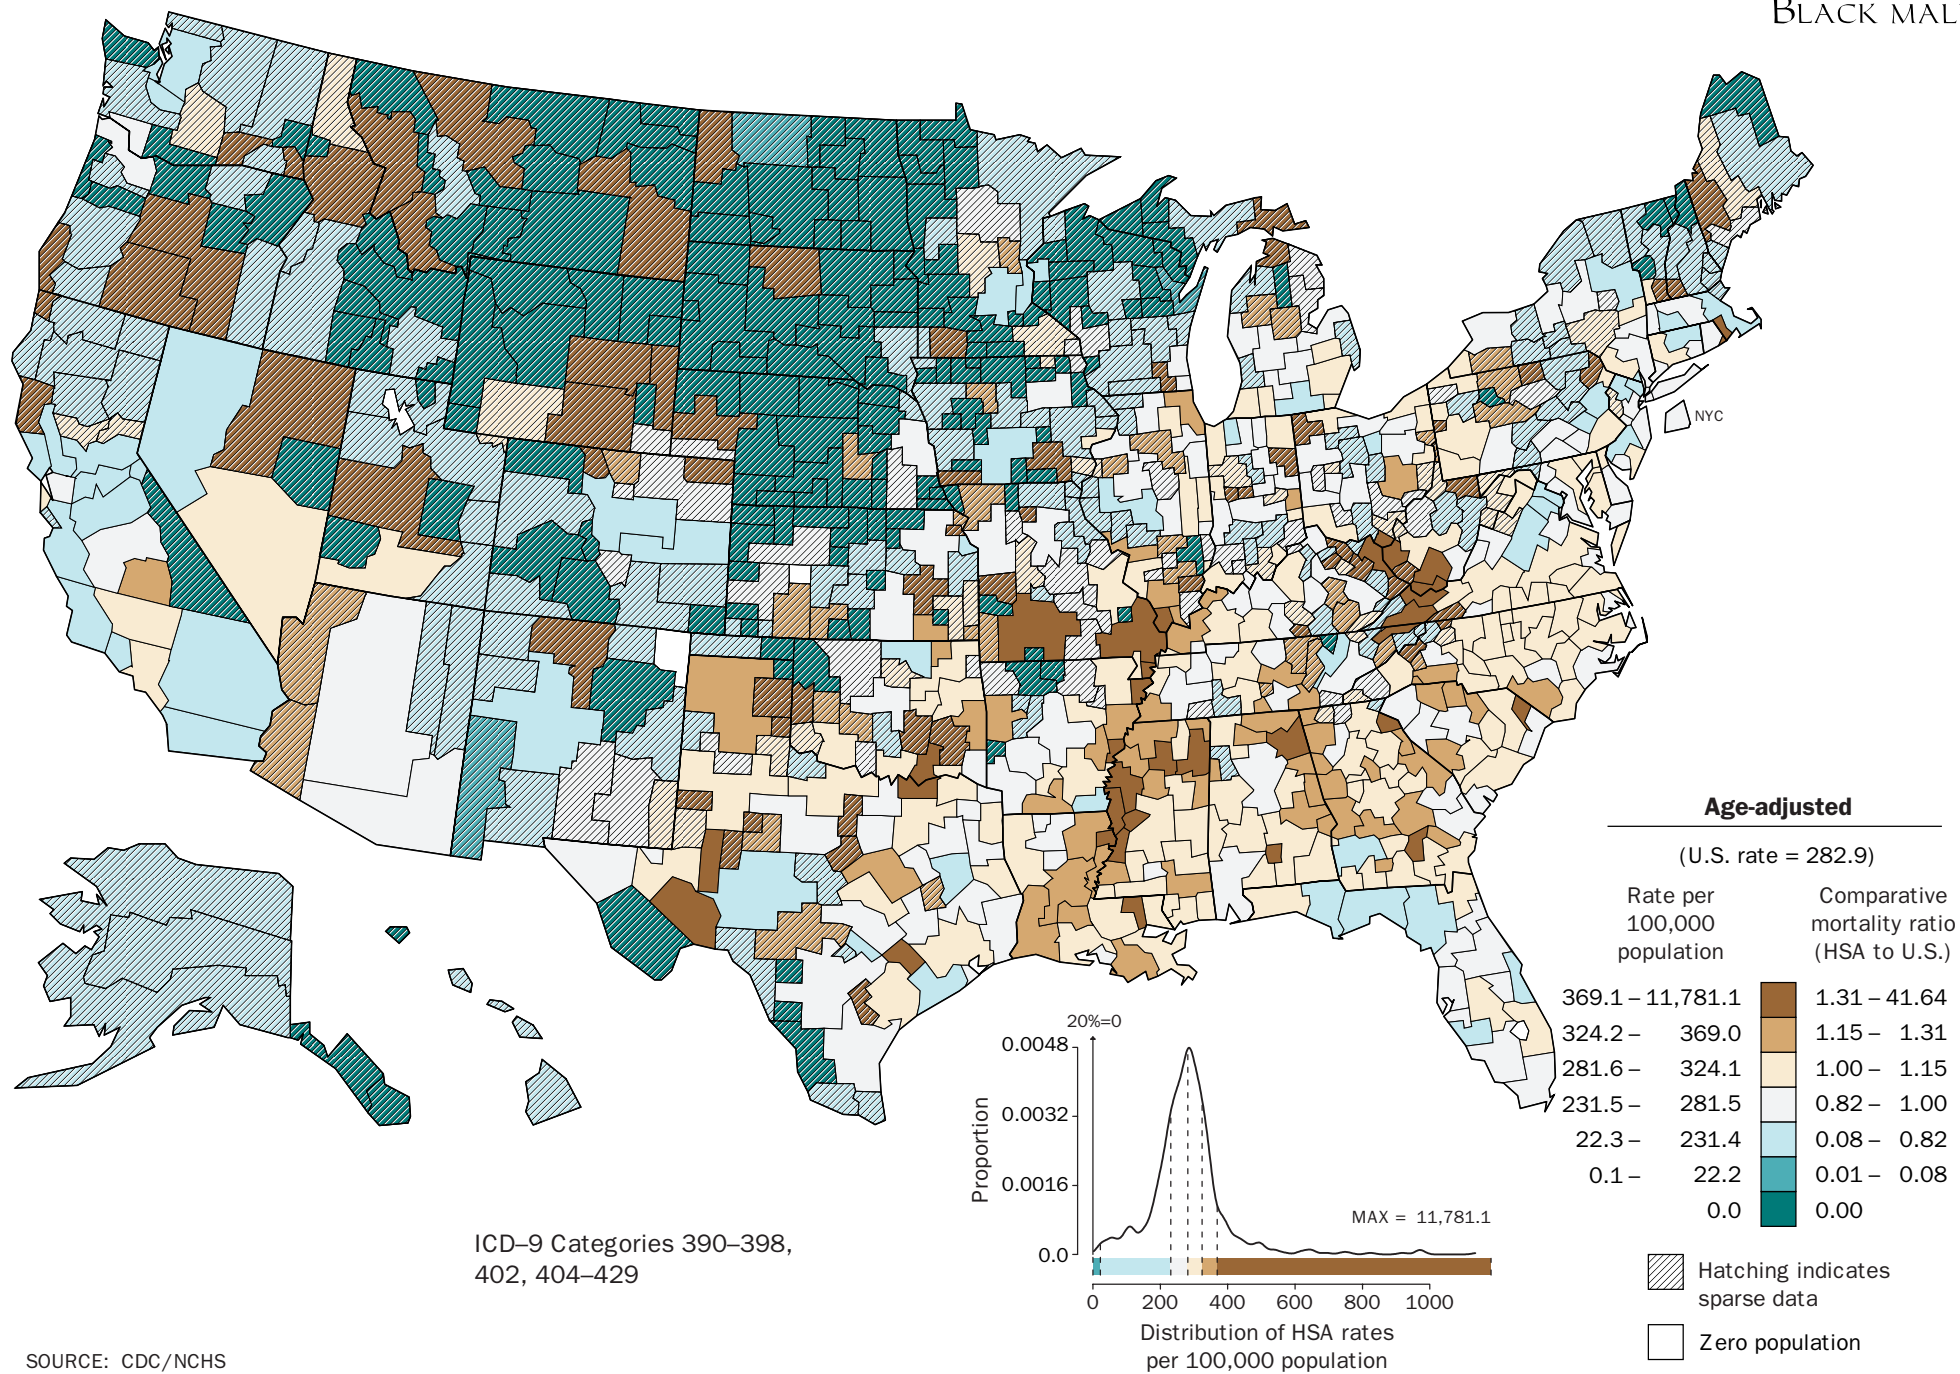 BLACK MAL
NYC
Age-adjusted
(U.S. rate = 282.9)
Rate per
100,000
population
Comparative
mortality ratio
(HSA to U.S.)
369.1 – 11,781.1 1.31 – 41.64
324.2 – 369.0 1.15 – 1.31
281.6 – 324.1 1.00 – 1.15
231.5 – 281.5 0.82 – 1.00
22.3 – 231.4 0.08 – 0.82
0.1 – 22.2 0.01 – 0.08
0.0 0.00
Hatching indicates
sparse data
Zero population
20%=0
0.0048
0.0032
0.0016
0.0
Proportion
MAX = 11,781.1
0 200 400 600 800 1000
Distribution of HSA rates
per 100,000 population
ICD–9 Categories 390–398,
402, 404–429
SOURCE: CDC/NCHS